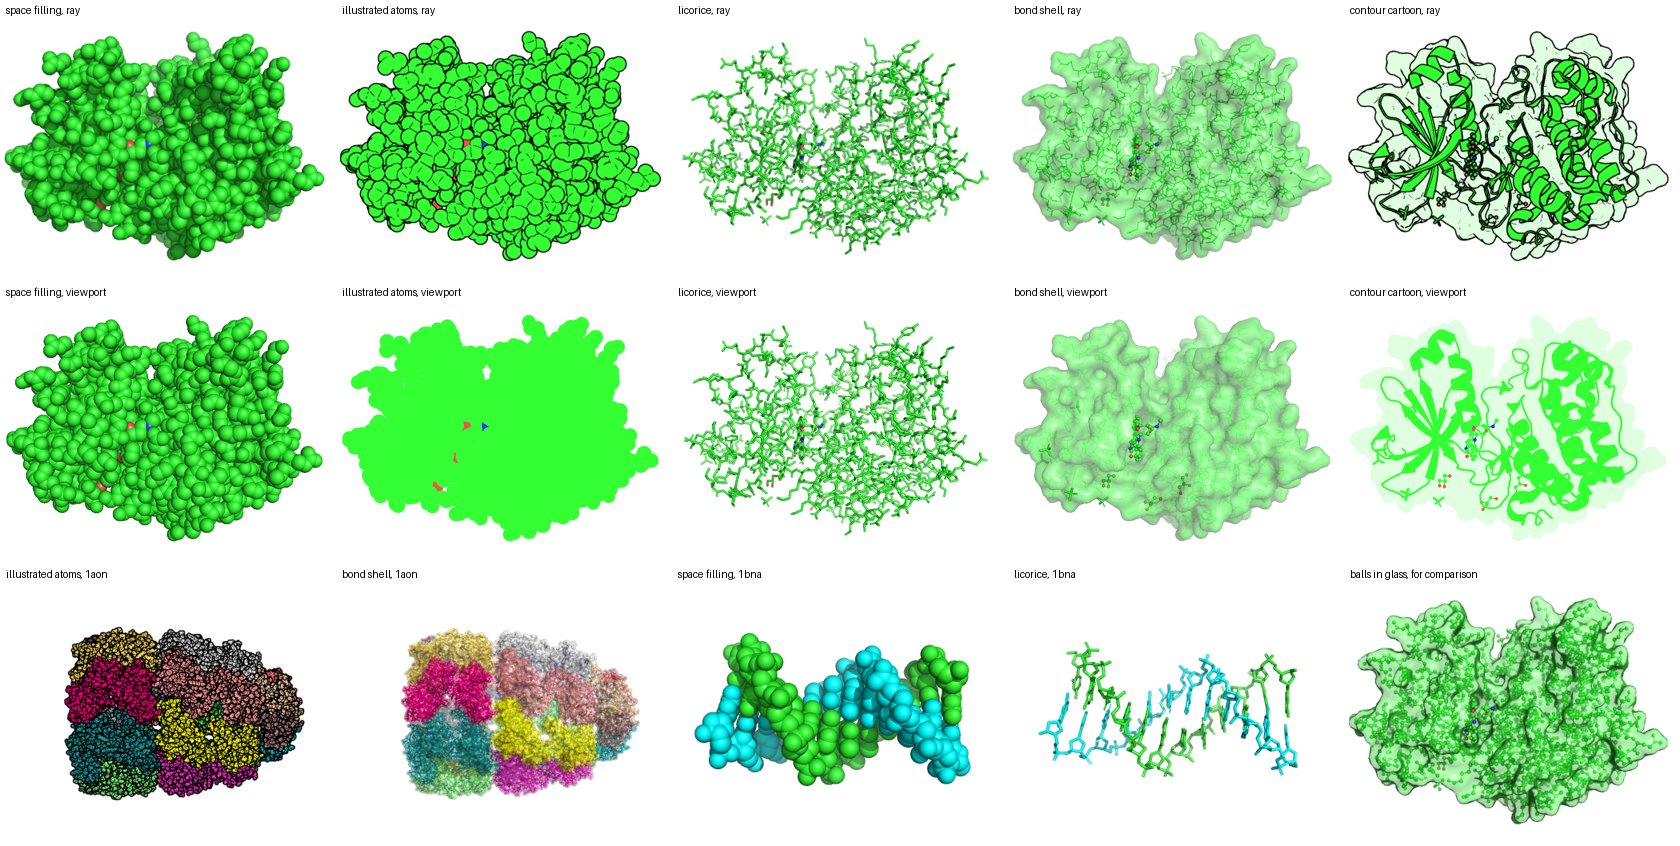 space filling, ray
illustrated atoms, ray
licorice, ray
bond shell, ray
contour cartoon, ray
space filling, viewport
illustrated atoms, viewport
licorice, viewport
bond shell, viewport
contour cartoon, viewport
illustrated atoms, 1aon
bond shell, 1aon
space filling, 1bna
licorice, 1bna
balls in glass, for comparison